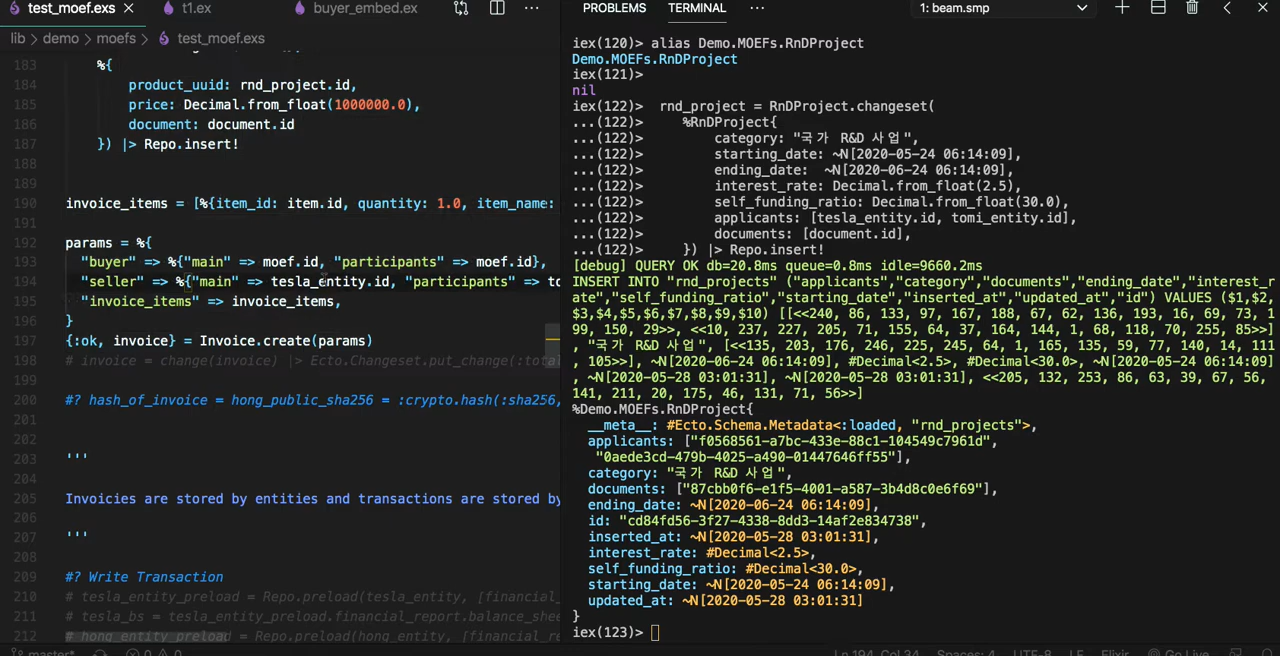 test_moef.exs
t1.ex
buyer_embed.ex
lib > demo > moefs > test_moef.exs
183 %{
184 product_uuid: rnd_project.id,
185 price: Decimal.from_float(1000000.0),
186 document: document.id
187 }) |> Repo.insert!
188
189
190 invoice_items = [%{item_id: item.id, quantity: 1.0, item_name:
191
192 params = %{
193 "buyer" => %{"main" => moef.id, "participants" => moef.id},
194 "seller" => %{"main" => tesla_entity.id, "participants" => to
195 "invoice_items" => invoice_items,
196 }
197 {:ok, invoice} = Invoice.create(params)
198 # invoice = change(invoice) |> Ecto.Changeset.put_change(:total
199
200 #? hash_of_invoice = hong_public_sha256 = :crypto.hash(:sha256,
201
202
203 '''
204
205 Invoicies are stored by entities and transactions are stored by
206
207 '''
208
209 #? Write Transaction
210 # tesla_entity_preload = Repo.preload(tesla_entity, [financial_
211 # tesla_bs = tesla_entity_preload.financial_report.balance_shee
212 # hong_entity_preload = Repo.preload(hong_entity, [financial_re
PROBLEMS TERMINAL ··· 1: beam.smp
iex(120)> alias Demo.MOEFs.RnDProject
Demo.MOEFs.RnDProject
iex(121)>
nil
iex(122)> rnd_project = RnDProject.changeset(
...(122)> %RnDProject{
...(122)> category: "국가 R&D 사업",
...(122)> starting_date: ~N[2020-05-24 06:14:09],
...(122)> ending_date: ~N[2020-06-24 06:14:09],
...(122)> interest_rate: Decimal.from_float(2.5),
...(122)> self_funding_ratio: Decimal.from_float(30.0),
...(122)> applicants: [tesla_entity.id, tomi_entity.id],
...(122)> documents: [document.id],
...(122)> }) |> Repo.insert!
[debug] QUERY OK db=20.8ms queue=0.8ms idle=9660.2ms
INSERT INTO "rnd_projects" ("applicants","category","documents","ending_date","interest_r
ate","self_funding_ratio","starting_date","inserted_at","updated_at","id") VALUES ($1,$2,
$3,$4,$5,$6,$7,$8,$9,$10) [[<<240, 86, 133, 97, 167, 188, 67, 62, 136, 193, 16, 69, 73, 1
99, 150, 29>>, <<10, 237, 227, 205, 71, 155, 64, 37, 164, 144, 1, 68, 118, 70, 255, 85>>]
, "국가 R&D 사업", [<<135, 203, 176, 246, 225, 245, 64, 1, 165, 135, 59, 77, 140, 14, 111
, 105>>], ~N[2020-06-24 06:14:09], #Decimal<2.5>, #Decimal<30.0>, ~N[2020-05-24 06:14:09]
, ~N[2020-05-28 03:01:31], ~N[2020-05-28 03:01:31], <<205, 132, 253, 86, 63, 39, 67, 56,
141, 211, 20, 175, 46, 131, 71, 56>>]
%Demo.MOEFs.RnDProject{
__meta__: #Ecto.Schema.Metadata<:loaded, "rnd_projects">,
applicants: ["f0568561-a7bc-433e-88c1-104549c7961d",
"0aede3cd-479b-4025-a490-01447646ff55"],
category: "국가 R&D 사업",
documents: ["87cbb0f6-e1f5-4001-a587-3b4d8c0e6f69"],
ending_date: ~N[2020-06-24 06:14:09],
id: "cd84fd56-3f27-4338-8dd3-14af2e834738",
inserted_at: ~N[2020-05-28 03:01:31],
interest_rate: #Decimal<2.5>,
self_funding_ratio: #Decimal<30.0>,
starting_date: ~N[2020-05-24 06:14:09],
updated_at: ~N[2020-05-28 03:01:31]
}
iex(123)>
master* 0 0 Ln 194, Col 34 Spaces: 4 UTF-8 LF Elixir Go Live